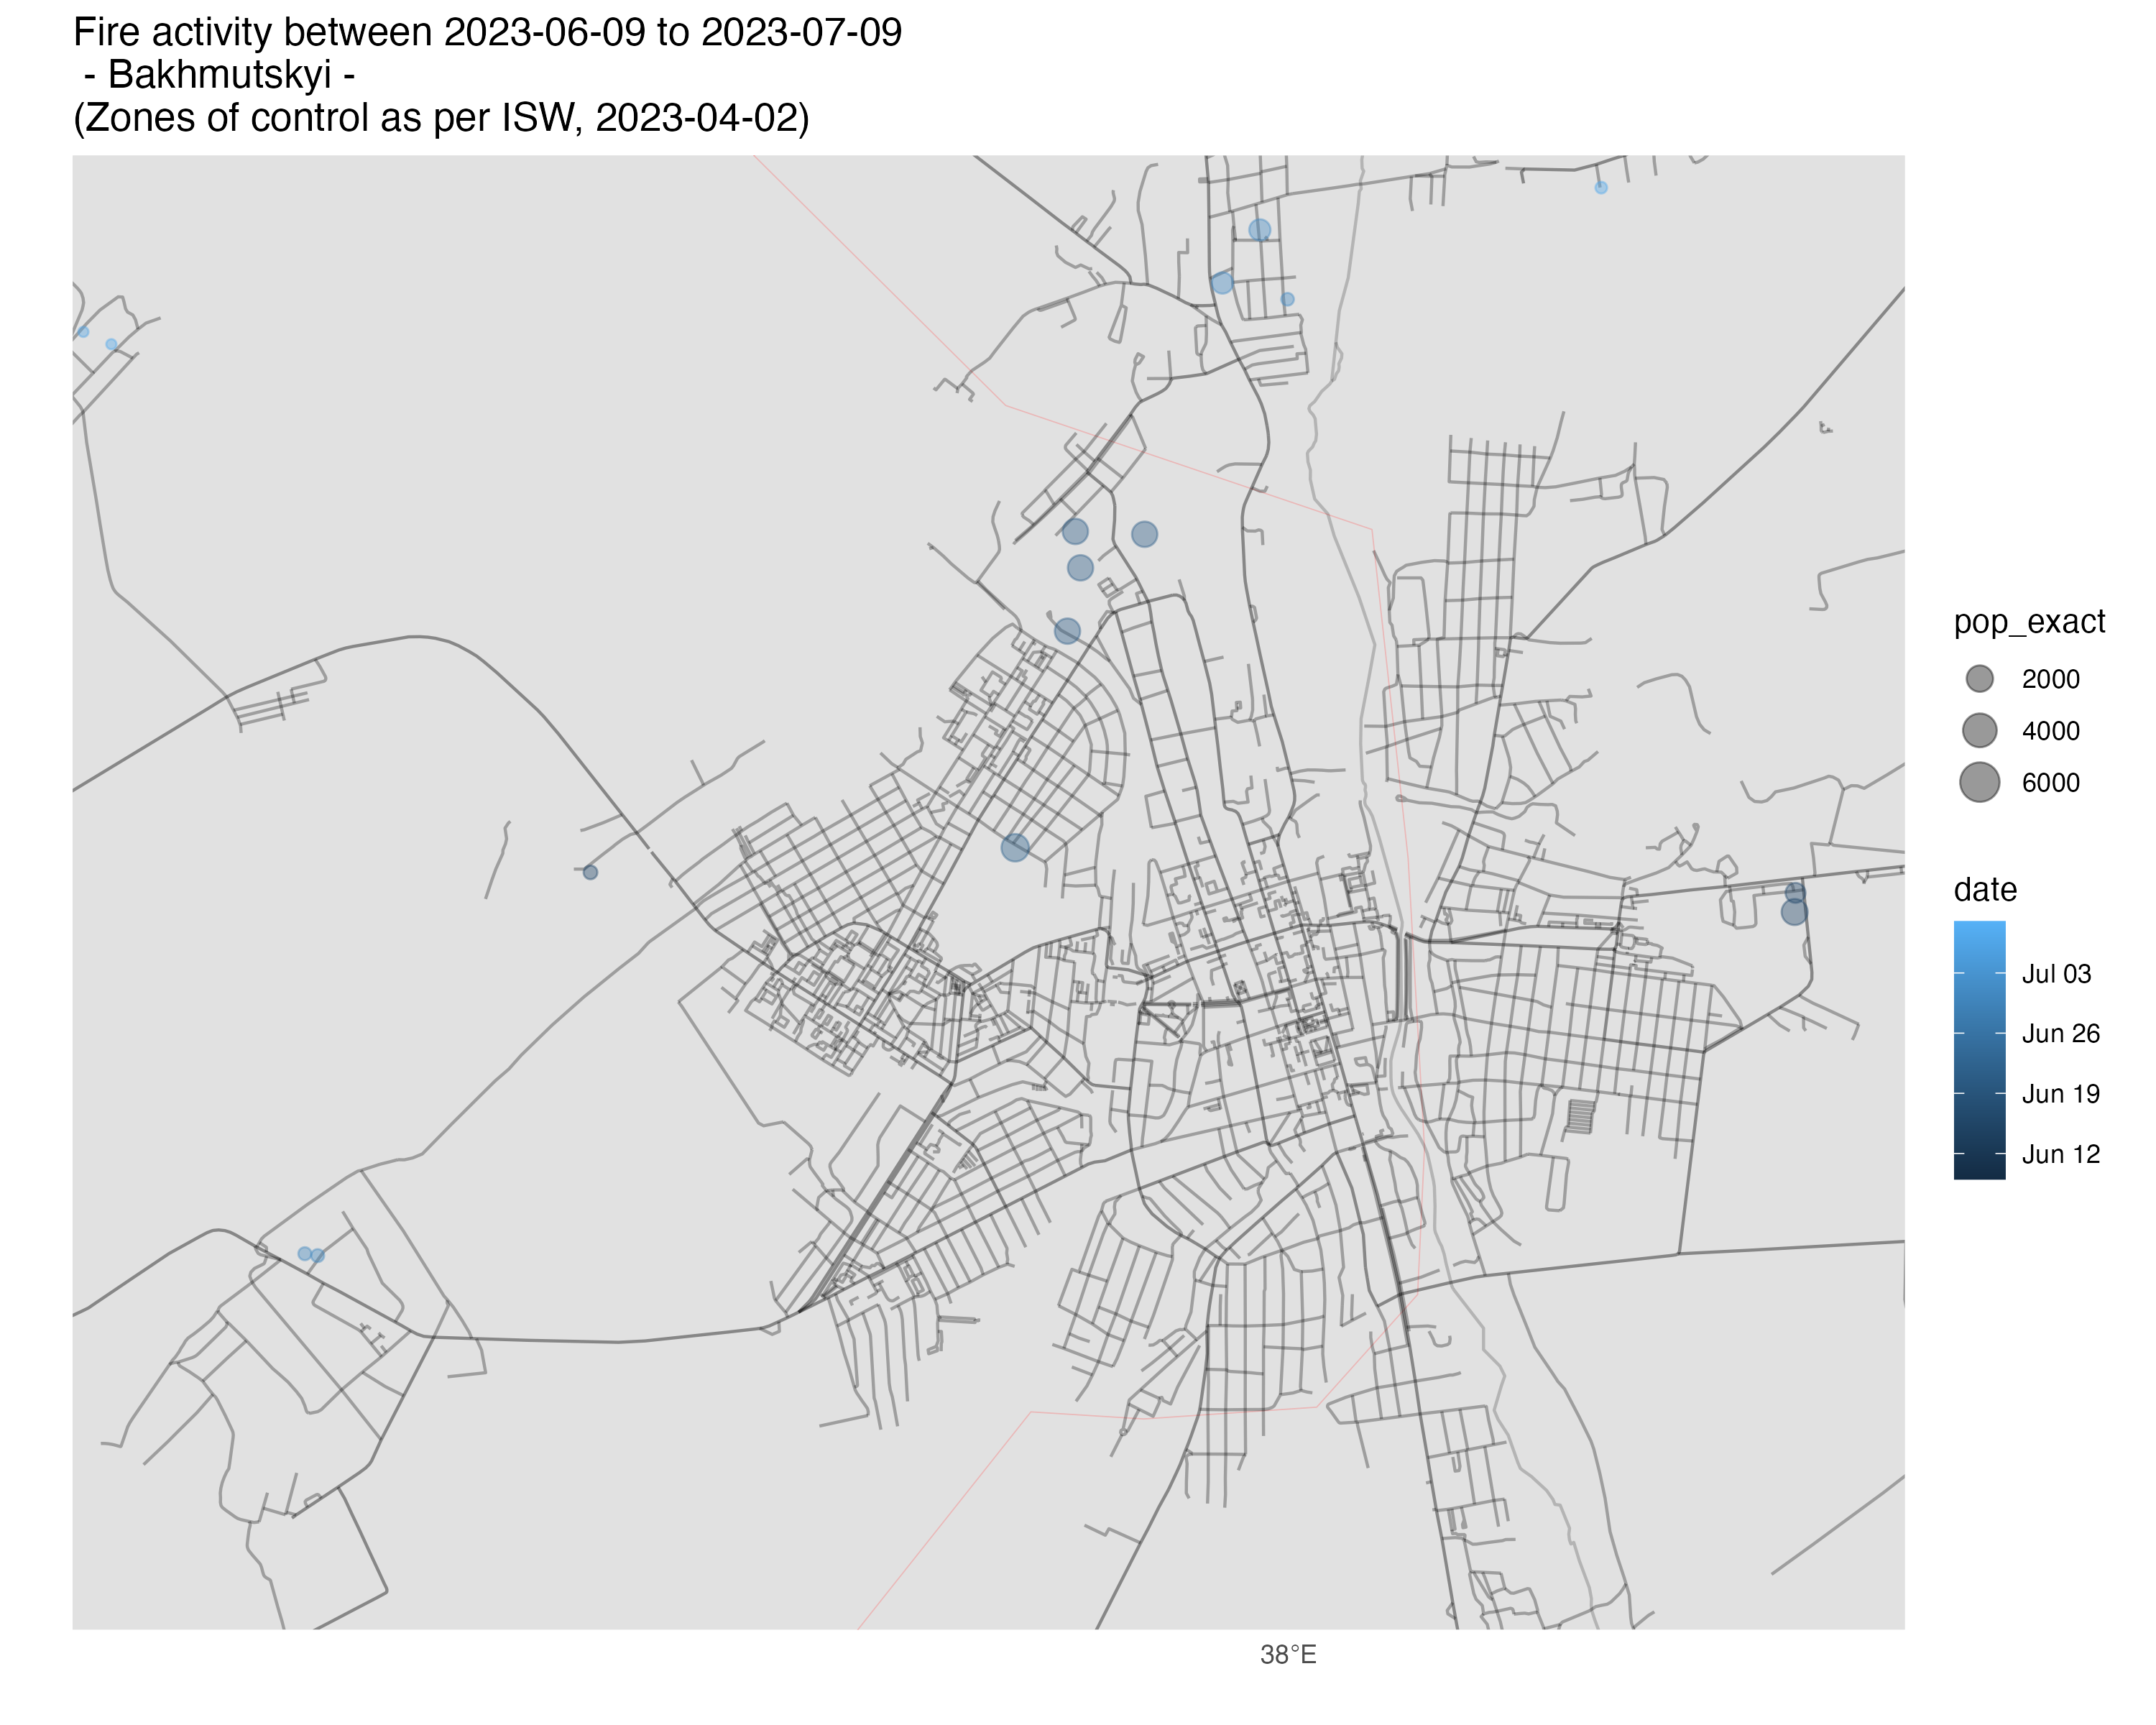 Fire activity between 2023-06-09 to 2023-07-09
- Bakhmutskyi -
(Zones of control as per ISW, 2023-04-02)
pop_exact
2000
4000
6000
date
Jul 03
Jun 26
Jun 19
Jun 12
38°E